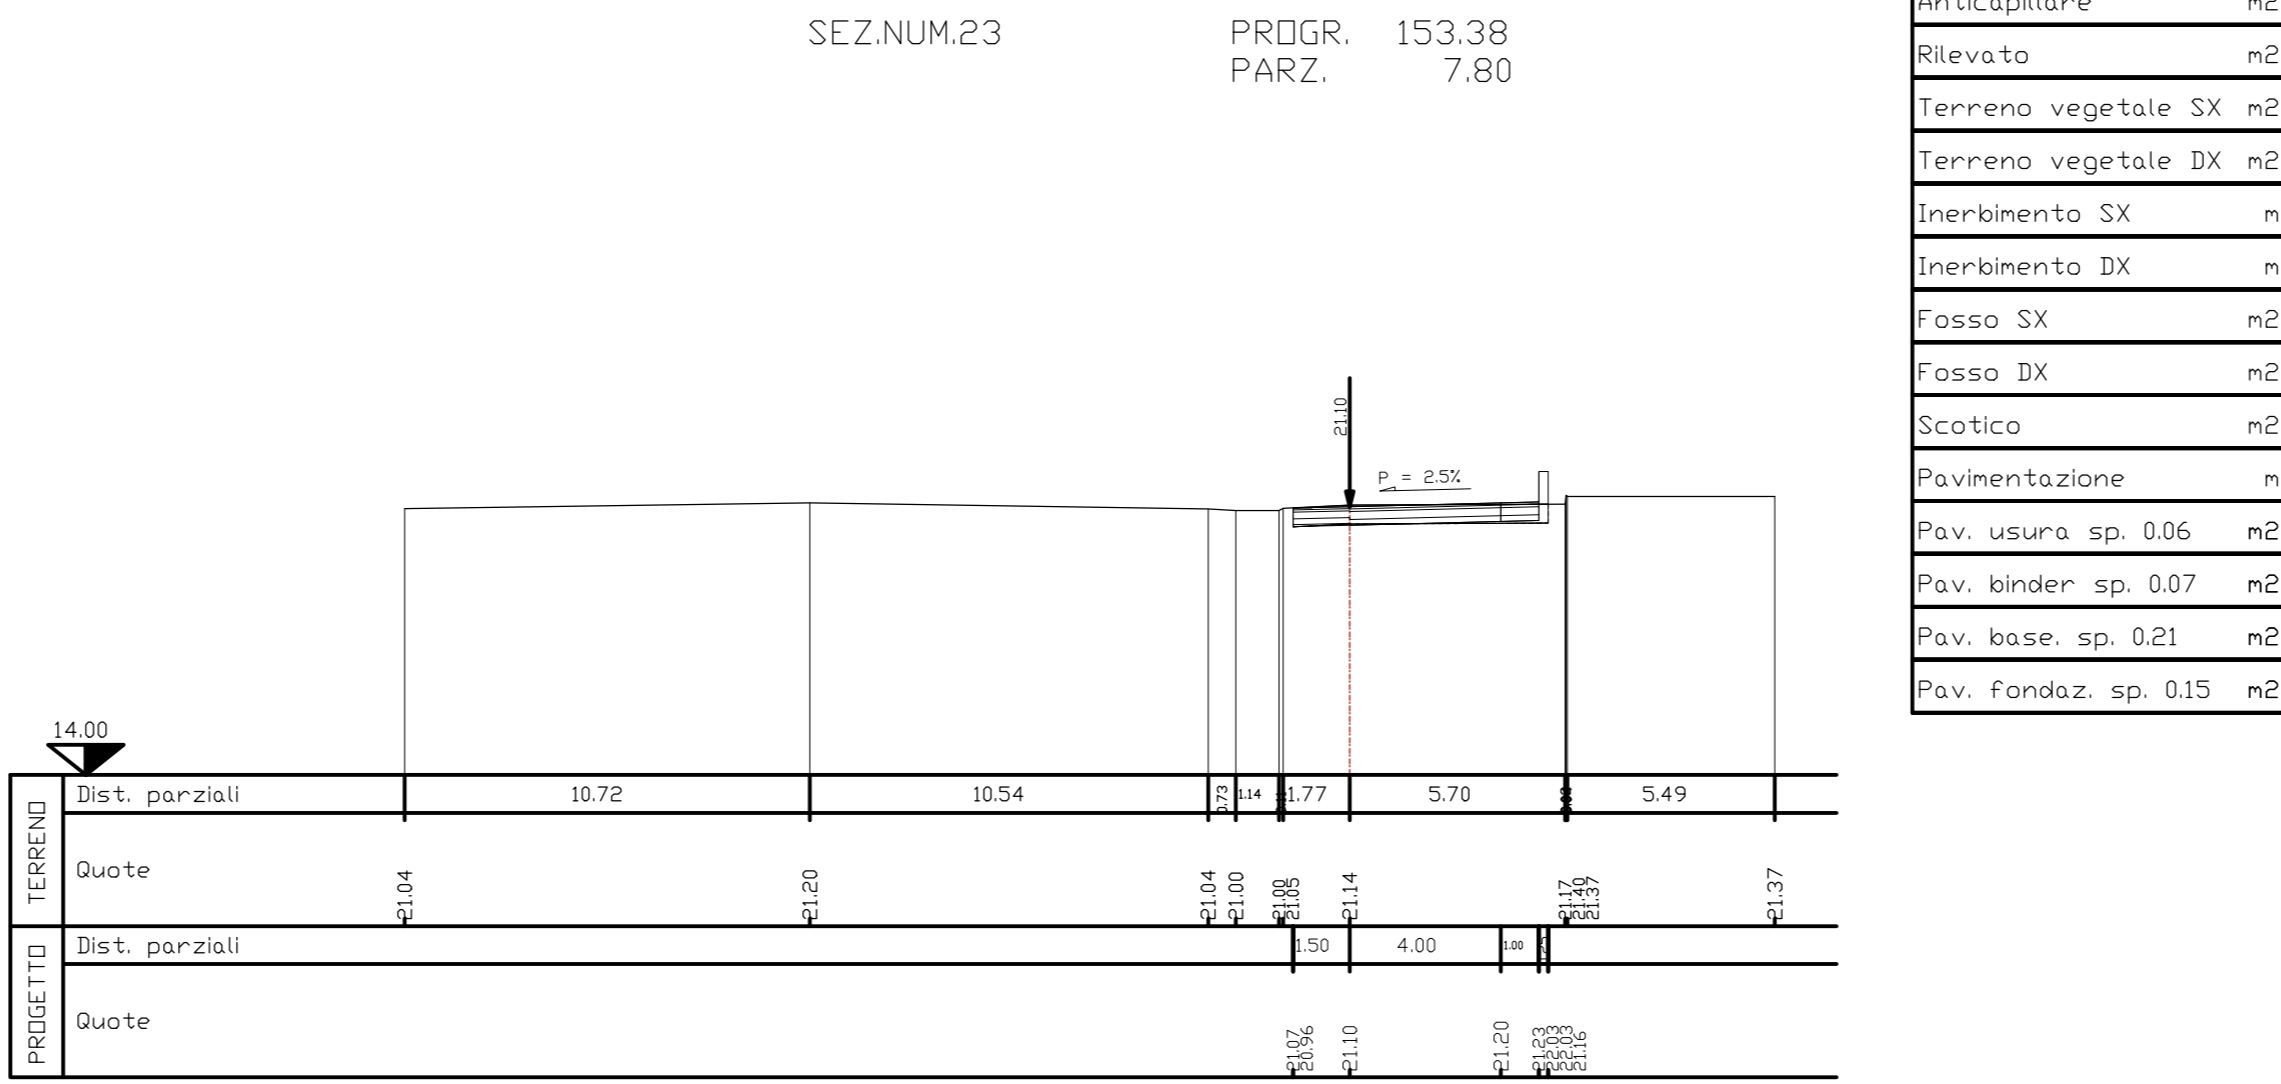 SEZ.NUM.23
PROGR. 153.38
PARZ. 7.80
Anticapillare m2
Rilevato m2
Terreno vegetale SX m2
Terreno vegetale DX m2
Inerbimento SX m
Inerbimento DX m
Fosso SX m2
Fosso DX m2
Scotico m2
Pavimentazione m
Pav. usura sp. 0.06 m2
Pav. binder sp. 0.07 m2
Pav. base. sp. 0.21 m2
Pav. fondaz. sp. 0.15 m2
21.10
P = 2.5%
14.00
TERRENO
Dist. parziali 10.72 10.54 0.73 1.14 1.77 5.70 5.49
Quote 21.04 21.20 21.04 21.00 21.00 21.05 21.14 21.17 21.40 21.37 21.37
PROGETTO
Dist. parziali 1.50 4.00 1.00
Quote 21.07 20.96 21.10 21.20 21.23 22.03 22.03 21.16